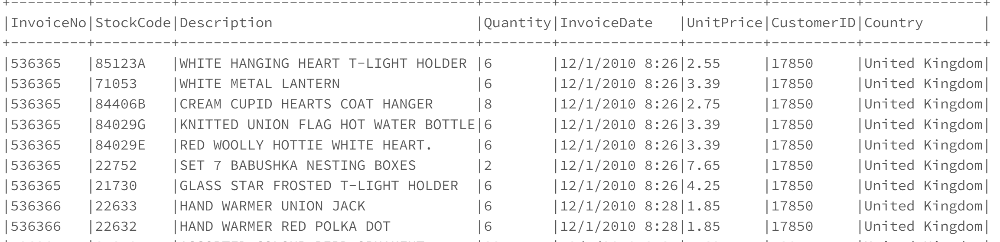 +---------+---------+-----------------------------------+--------+--------------+---------+----------+--------------+
|InvoiceNo|StockCode|Description                        |Quantity|InvoiceDate   |UnitPrice|CustomerID|Country       |
+---------+---------+-----------------------------------+--------+--------------+---------+----------+--------------+
|536365   |85123A   |WHITE HANGING HEART T-LIGHT HOLDER |6       |12/1/2010 8:26|2.55     |17850     |United Kingdom|
|536365   |71053    |WHITE METAL LANTERN                |6       |12/1/2010 8:26|3.39     |17850     |United Kingdom|
|536365   |84406B   |CREAM CUPID HEARTS COAT HANGER     |8       |12/1/2010 8:26|2.75     |17850     |United Kingdom|
|536365   |84029G   |KNITTED UNION FLAG HOT WATER BOTTLE|6       |12/1/2010 8:26|3.39     |17850     |United Kingdom|
|536365   |84029E   |RED WOOLLY HOTTIE WHITE HEART.     |6       |12/1/2010 8:26|3.39     |17850     |United Kingdom|
|536365   |22752    |SET 7 BABUSHKA NESTING BOXES       |2       |12/1/2010 8:26|7.65     |17850     |United Kingdom|
|536365   |21730    |GLASS STAR FROSTED T-LIGHT HOLDER  |6       |12/1/2010 8:26|4.25     |17850     |United Kingdom|
|536366   |22633    |HAND WARMER UNION JACK             |6       |12/1/2010 8:28|1.85     |17850     |United Kingdom|
|536366   |22632    |HAND WARMER RED POLKA DOT          |6       |12/1/2010 8:28|1.85     |17850     |United Kingdom|